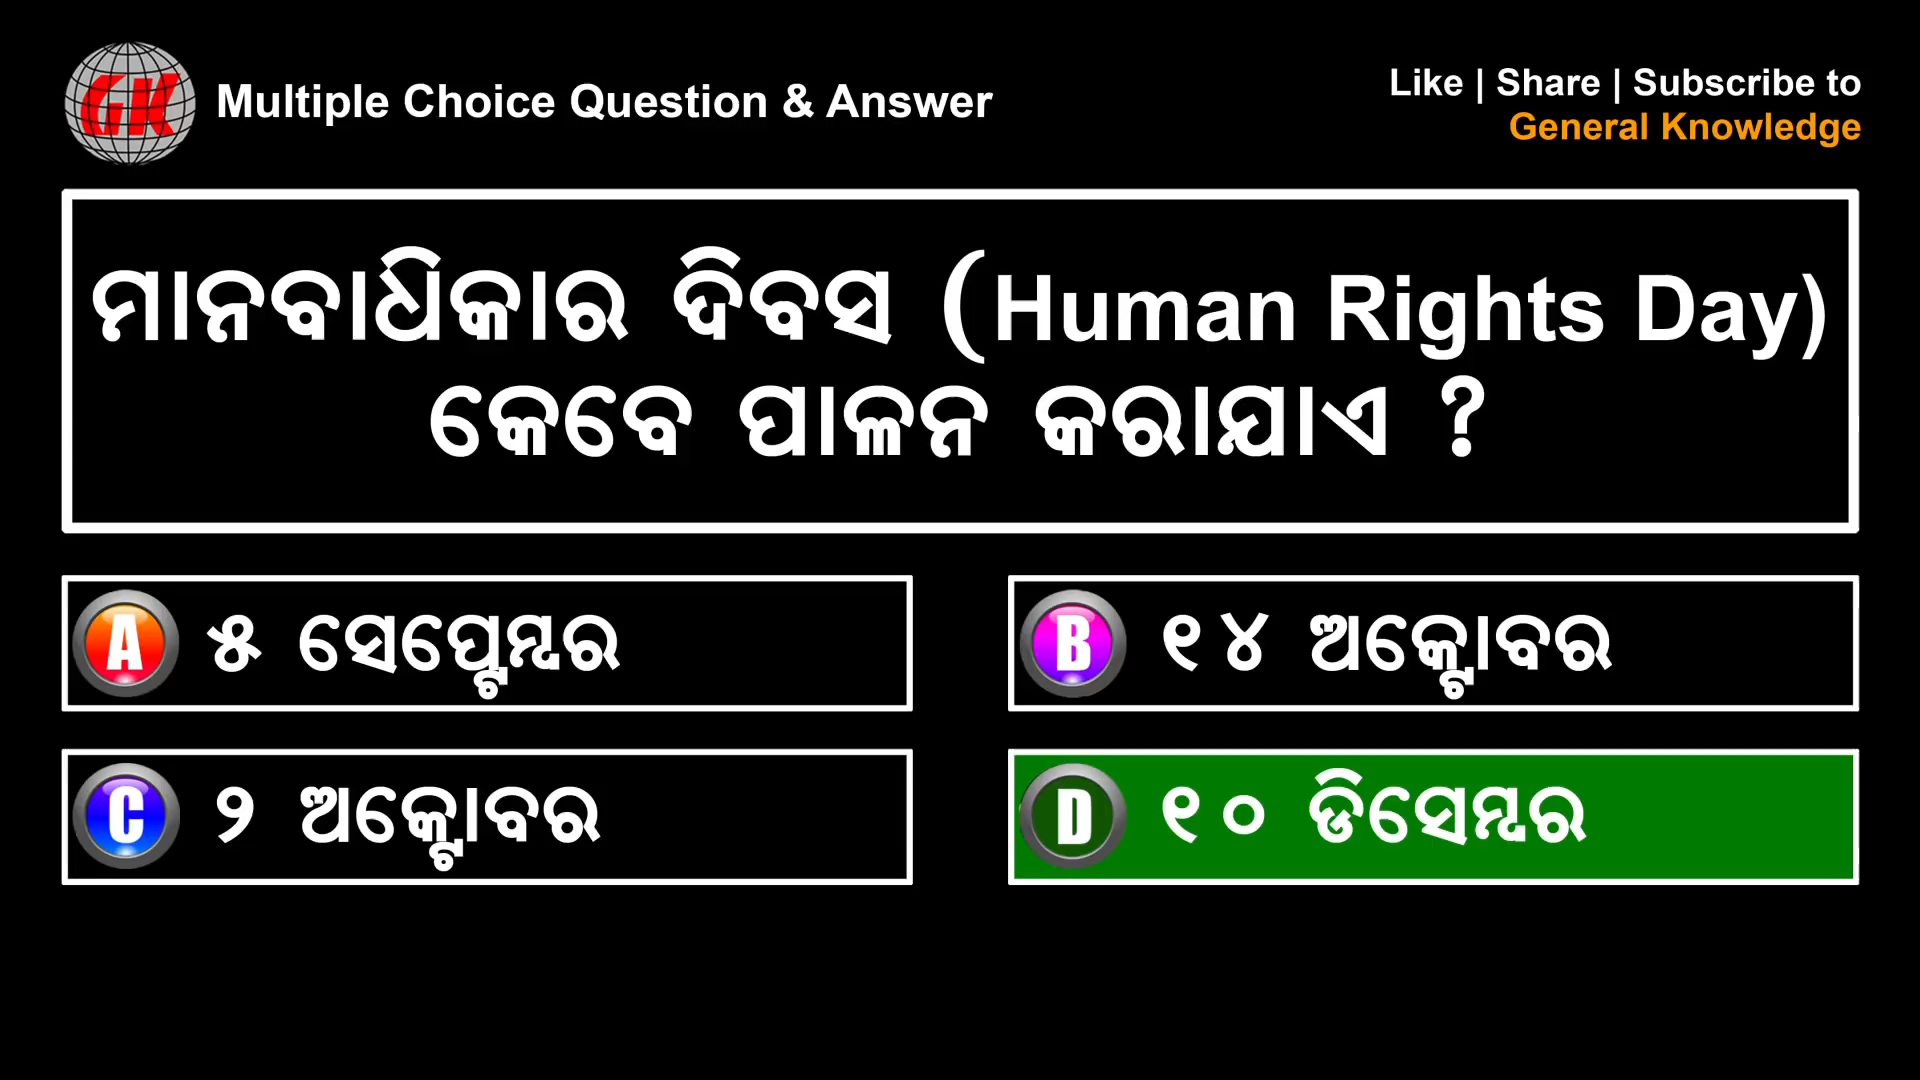 GK
Multiple Choice Question & Answer
Like | Share | Subscribe to
General Knowledge
ମାନବାଧିକାର ଦିବସ (Human Rights Day)
କେବେ ପାଳନ କରାଯାଏ ?
A ୫ ସେପ୍ଟେମ୍ବର
B ୧୪ ଅକ୍ଟୋବର
C ୨ ଅକ୍ଟୋବର
D ୧୦ ଡିସେମ୍ବର